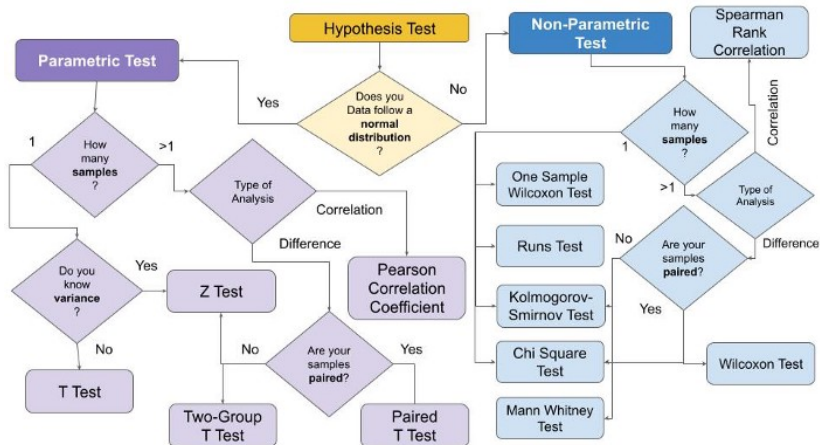 Hypothesis Test
Does you
Data follow a
normal
distribution
?
Yes
No
Parametric Test
How
many
samples
?
1
>1
Type of
Analysis
Correlation
Difference
Pearson
Correlation
Coefficient
Do you
know
variance
?
Yes
No
Z Test
T Test
Are your
samples
paired?
No
Yes
Two-Group
T Test
Paired
T Test
Non-Parametric
Test
How
many
samples
?
1
>1
Spearman
Rank
Correlation
Correlation
Type of
Analysis
Difference
Are your
samples
paired?
No
Yes
One Sample
Wilcoxon Test
Runs Test
Kolmogorov-
Smirnov Test
Chi Square
Test
Mann Whitney
Test
Wilcoxon Test